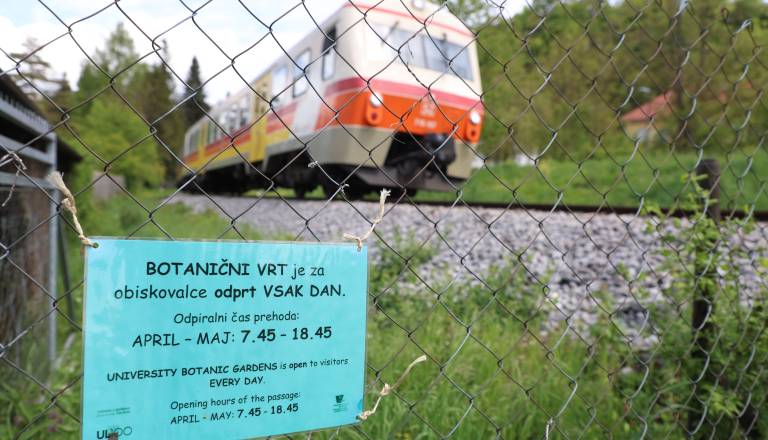 BOTANIČNI VRT je za
obiskovalce odprt VSAK DAN.
Odpiralni čas prehoda:
APRIL - MAJ: 7.45 - 18.45
UNIVERSITY BOTANIC GARDENS is open to visitors
EVERY DAY.
Opening hours of the passage:
APRIL - MAY: 7.45 - 18.45